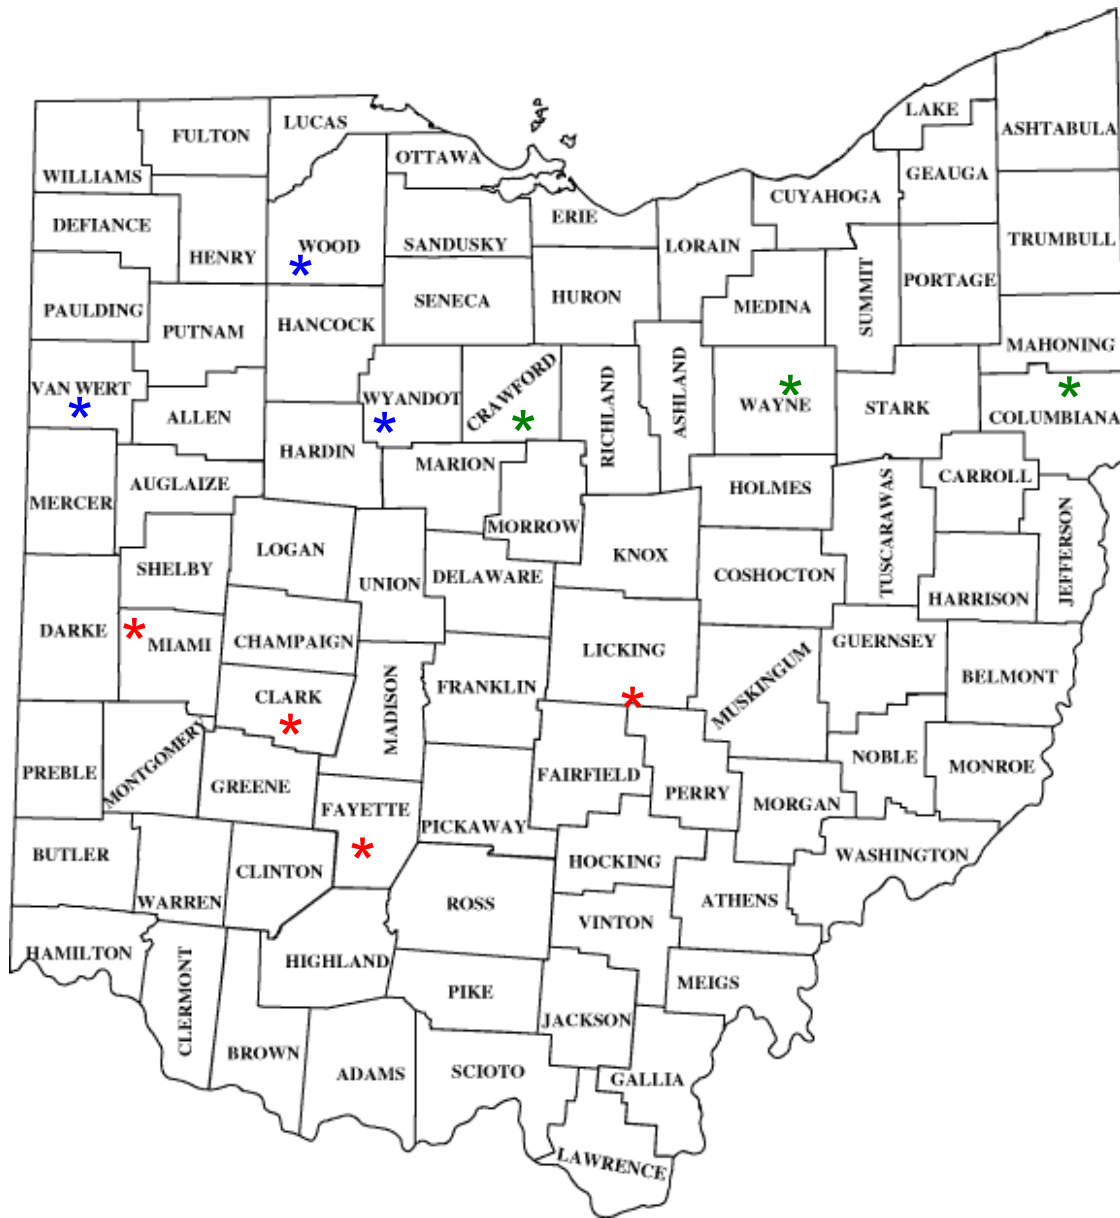 LAKE
ASHTABULA
FULTON
LUCAS
OTTAWA
GEAUGA
WILLIAMS
CUYAHOGA
ERIE
DEFIANCE
WOOD
SANDUSKY
LORAIN
TRUMBULL
HENRY
SENECA
HURON
MEDINA
SUMMIT
PORTAGE
PAULDING
PUTNAM
HANCOCK
MAHONING
VAN WERT
*
ALLEN
WYANDOT
*
CRAWFORD
*
RICHLAND
ASHLAND
WAYNE
*
STARK
COLUMBIANA
*
*
HARDIN
MARION
MERCER
AUGLAIZE
HOLMES
CARROLL
MORROW
TUSCARAWAS
JEFFERSON
LOGAN
KNOX
SHELBY
UNION
DELAWARE
COSHOCTON
HARRISON
DARKE
*
MIAMI
CHAMPAIGN
LICKING
*
GUERNSEY
MUSKINGUM
BELMONT
CLARK
*
MADISON
FRANKLIN
MONTGOMERY
PREBLE
GREENE
FAIRFIELD
PERRY
NOBLE
MONROE
FAYETTE
*
MORGAN
PICKAWAY
BUTLER
CLINTON
HOCKING
WASHINGTON
WARREN
ROSS
ATHENS
VINTON
HAMILTON
HIGHLAND
CLERMONT
PIKE
MEIGS
JACKSON
BROWN
ADAMS
SCIOTO
GALLIA
LAWRENCE